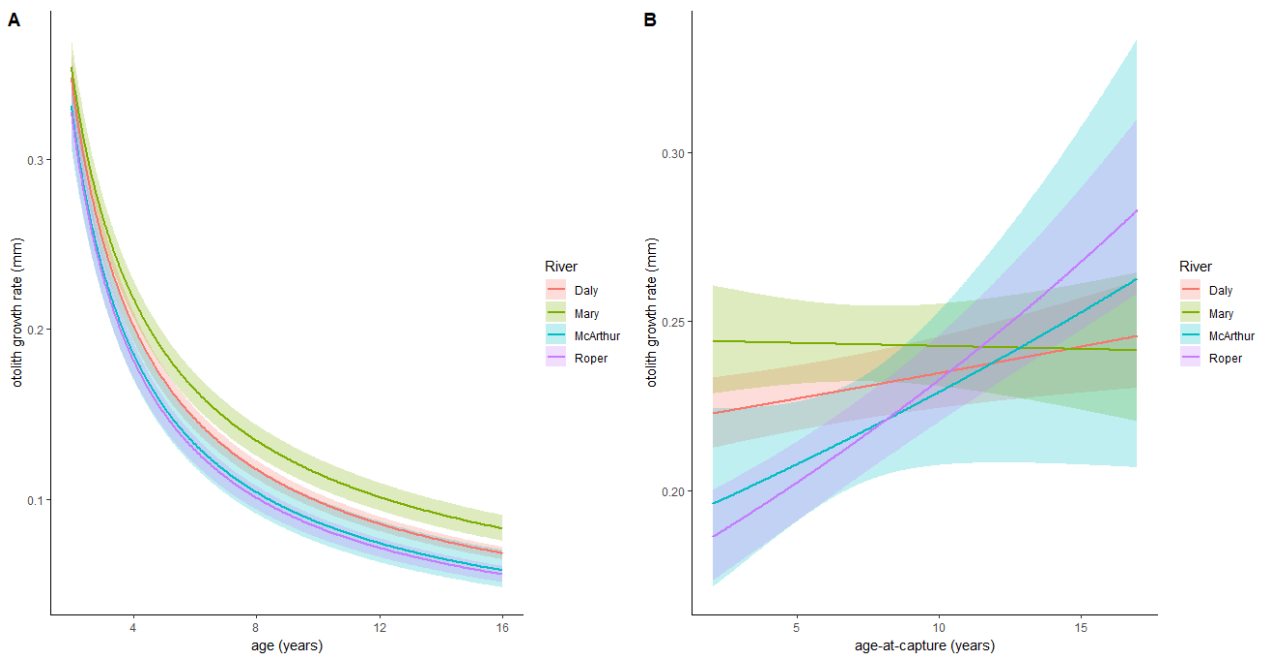 A
otolith growth rate (mm)
0.3
0.2
0.1
4
8
12
16
age (years)
River
Daly
Mary
McArthur
Roper
B
otolith growth rate (mm)
0.30
0.25
0.20
5
10
15
age-at-capture (years)
River
Daly
Mary
McArthur
Roper